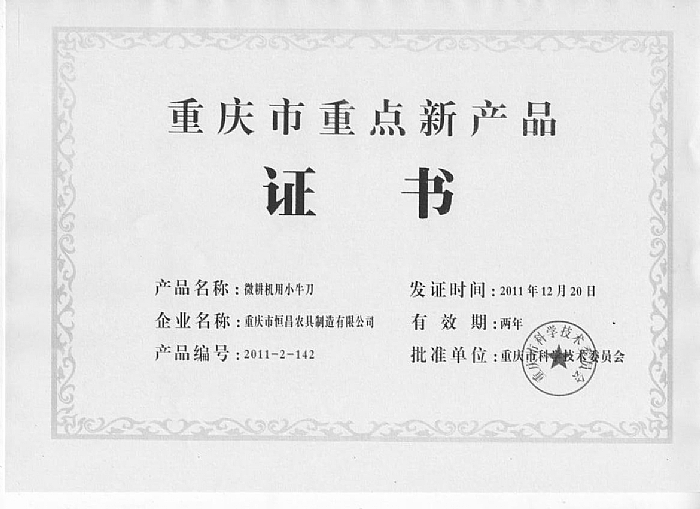 重庆市重点新产品
证书
产品名称：微耕机用小牛刀
企业名称：重庆市恒昌农具制造有限公司
产品编号：2011-2-142
发证时间：2011年12月20日
有效期：两年
批准单位：重庆市科学技术委员会
重庆市科学技术委员会